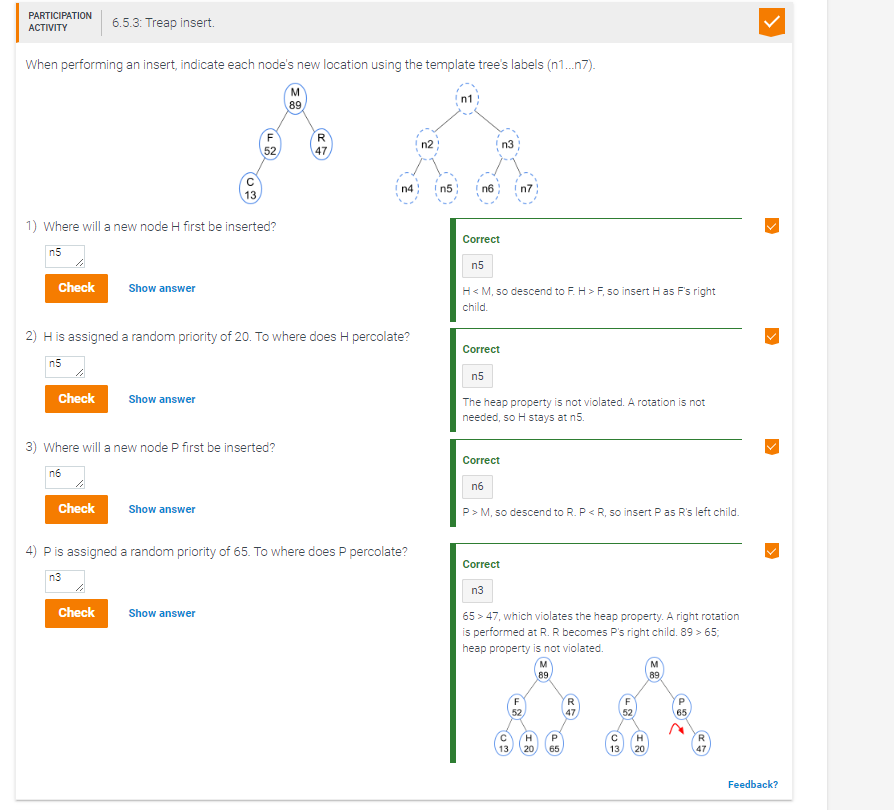 PARTICIPATION
ACTIVITY
6.5.3: Treap insert.
When performing an insert, indicate each node's new location using the template tree's labels (n1...n7).
M
89
n1
F
52
R
47
n2
n3
C
13
n4
n5
n6
n7
1) Where will a new node H first be inserted?
n5
Check
Show answer
Correct
n5
H < M, so descend to F. H > F, so insert H as F's right
child.
2) H is assigned a random priority of 20. To where does H percolate?
n5
Check
Show answer
Correct
n5
The heap property is not violated. A rotation is not
needed, so H stays at n5.
3) Where will a new node P first be inserted?
n6
Check
Show answer
Correct
n6
P > M, so descend to R. P < R, so insert P as R's left child.
4) P is assigned a random priority of 65. To where does P percolate?
n3
Check
Show answer
Correct
n3
65 > 47, which violates the heap property. A right rotation
is performed at R. R becomes P's right child. 89 > 65;
heap property is not violated.
M
89
M
89
F
52
R
47
F
52
P
65
C
13
H
20
P
65
C
13
H
20
R
47
Feedback?